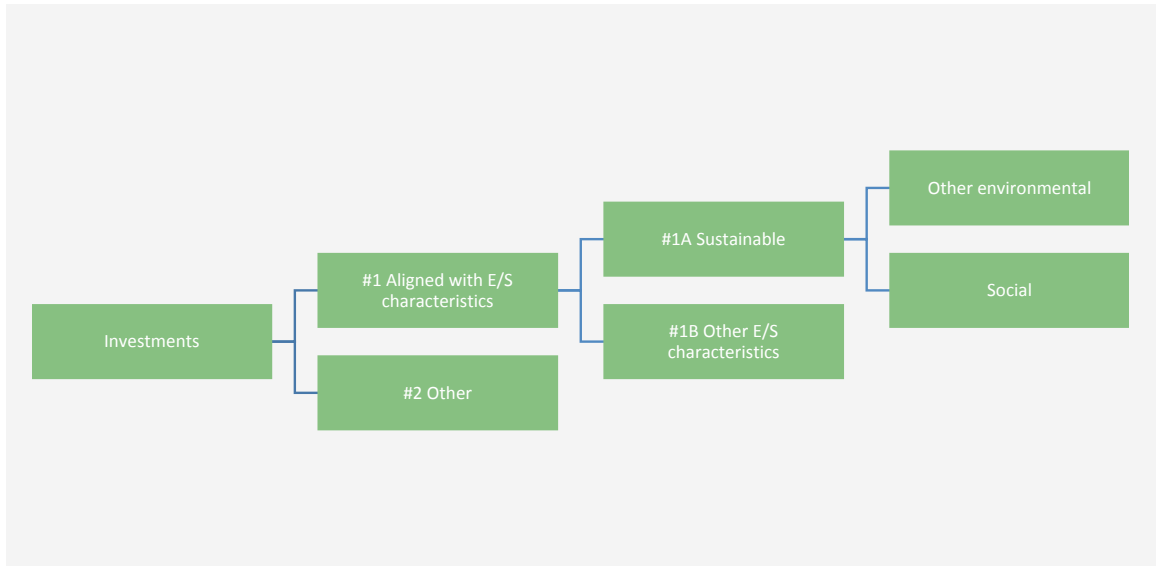 Investments
#1 Aligned with E/S
characteristics
#2 Other
#1A Sustainable
#1B Other E/S
characteristics
Other environmental
Social